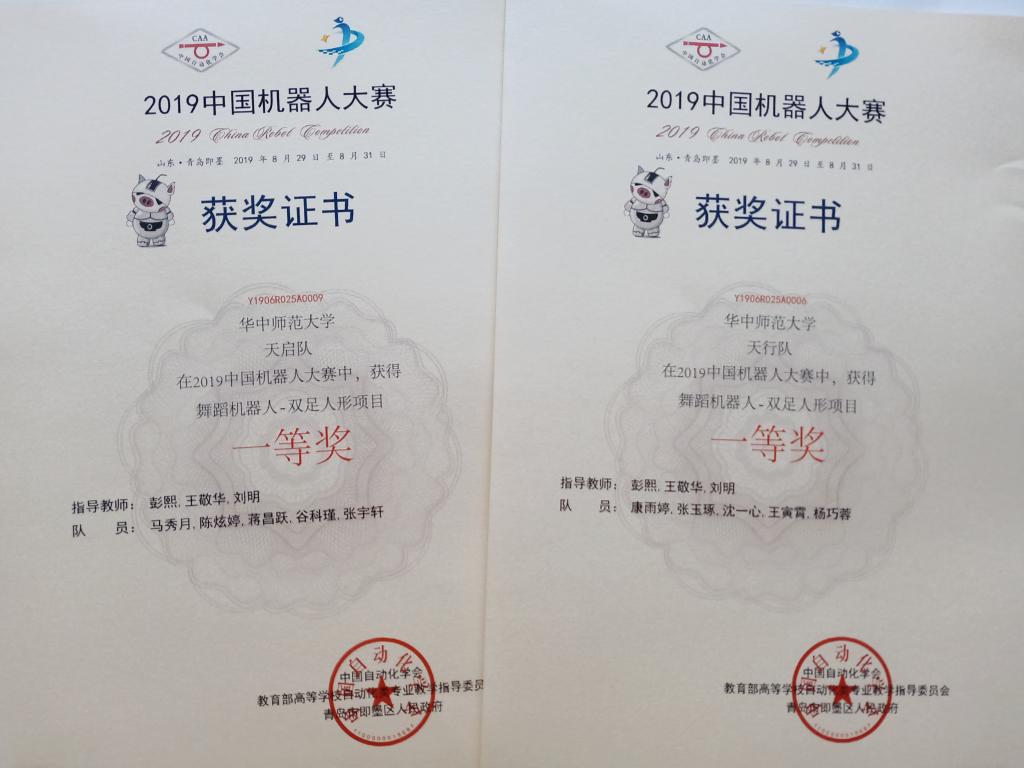 CAA
中国自动化学会
2019中国机器人大赛
2019 China Robot Competition
山东·青岛即墨 2019 年 8 月 29 日 至 8 月 31 日
获奖证书
Y1906R025A0009
华中师范大学
天启队
在2019中国机器人大赛中，获得
舞蹈机器人-双足人形项目
一等奖
指导教师： 彭熙, 王敬华, 刘明
队 员： 马秀月, 陈炫婷, 蒋昌跃, 谷科瑾, 张宇轩
中国自动化学会
教育部高等学校自动化类专业教学指导委员
青岛市即墨区人民政府
CAA
中国自动化学会
2019中国机器人大赛
2019 China Robot Competition
山东·青岛即墨 2019 年 8 月 29 日 至 8 月 31 日
获奖证书
Y1906R025A0006
华中师范大学
天行队
在2019中国机器人大赛中，获得
舞蹈机器人-双足人形项目
一等奖
指导教师： 彭熙, 王敬华, 刘明
队 员： 康雨婷, 张玉琢, 沈一心, 王寅霄, 杨巧蓉
中国自动化学会
教育部高等学校自动化类专业教学指导委员会
青岛市即墨区人民政府